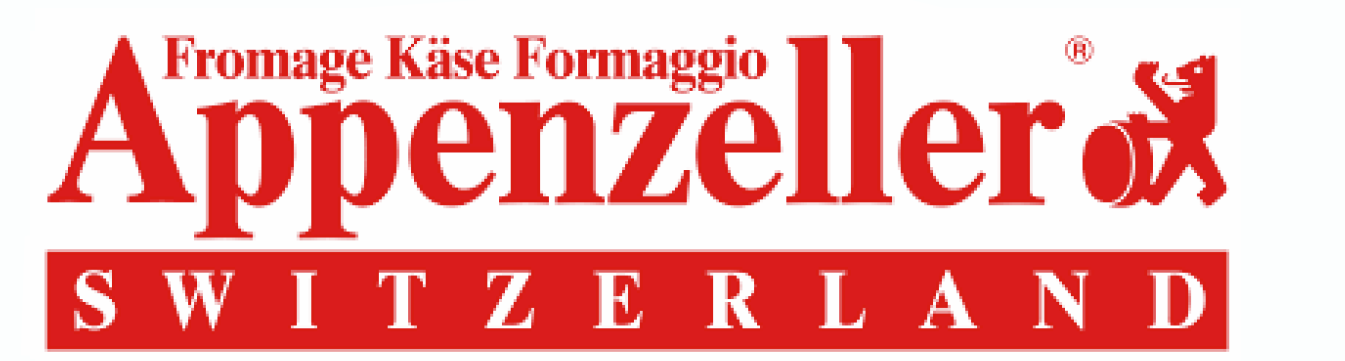 Fromage Käse Formaggio
Appenzeller®
SWITZERLAND